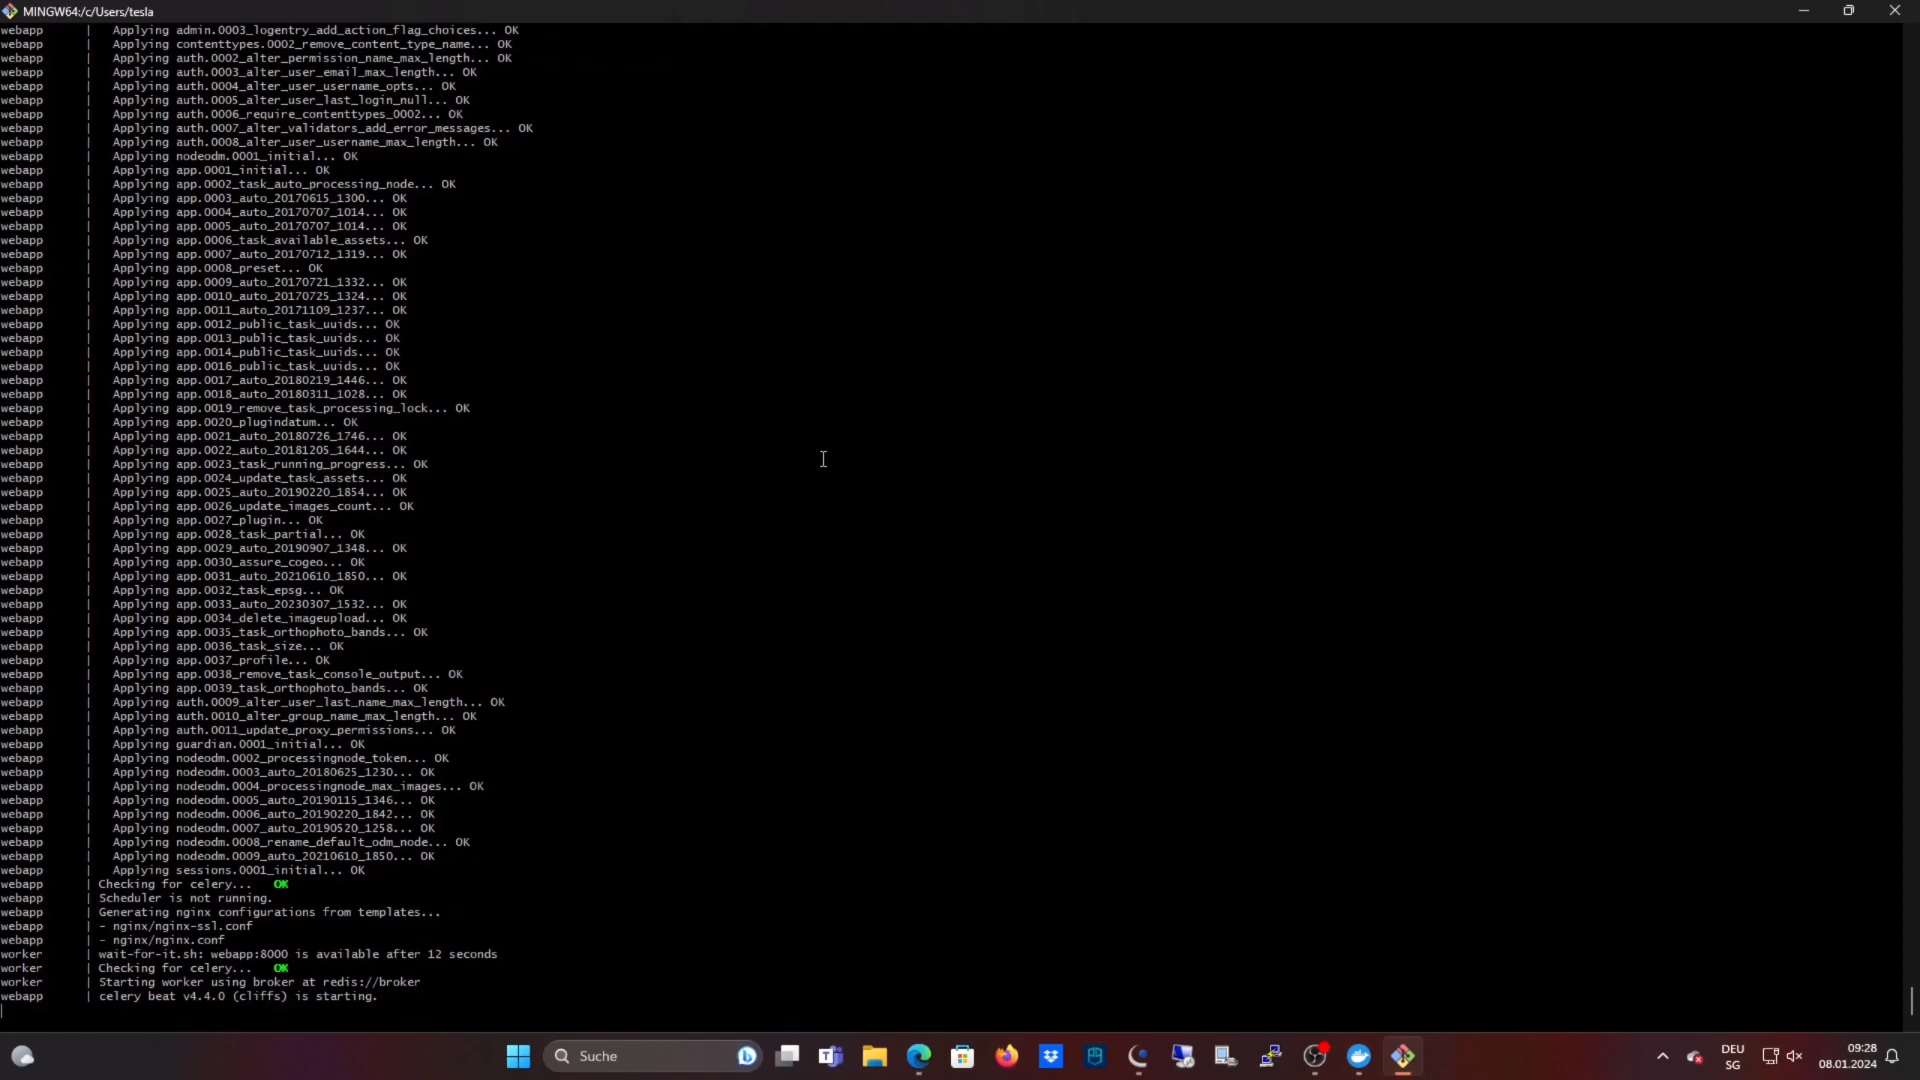 MINGW64:/c/Users/tesla
webapp | Applying admin.0003_logentry_add_action_flag_choices... OK
webapp | Applying contenttypes.0002_remove_content_type_name... OK
webapp | Applying auth.0002_alter_permission_name_max_length... OK
webapp | Applying auth.0003_alter_user_email_max_length... OK
webapp | Applying auth.0004_alter_user_username_opts... OK
webapp | Applying auth.0005_alter_user_last_login_null... OK
webapp | Applying auth.0006_require_contenttypes_0002... OK
webapp | Applying auth.0007_alter_validators_add_error_messages... OK
webapp | Applying auth.0008_alter_user_username_max_length... OK
webapp | Applying nodeodm.0001_initial... OK
webapp | Applying app.0001_initial... OK
webapp | Applying app.0002_task_auto_processing_node... OK
webapp | Applying app.0003_auto_20170615_1300... OK
webapp | Applying app.0004_auto_20170707_1014... OK
webapp | Applying app.0005_auto_20170707_1014... OK
webapp | Applying app.0006_task_available_assets... OK
webapp | Applying app.0007_auto_20170712_1319... OK
webapp | Applying app.0008_preset... OK
webapp | Applying app.0009_auto_20170721_1332... OK
webapp | Applying app.0010_auto_20170725_1324... OK
webapp | Applying app.0011_auto_20171109_1237... OK
webapp | Applying app.0012_public_task_uuids... OK
webapp | Applying app.0013_public_task_uuids... OK
webapp | Applying app.0014_public_task_uuids... OK
webapp | Applying app.0016_public_task_uuids... OK
webapp | Applying app.0017_auto_20180219_1446... OK
webapp | Applying app.0018_auto_20180311_1028... OK
webapp | Applying app.0019_remove_task_processing_lock... OK
webapp | Applying app.0020_plugindatum... OK
webapp | Applying app.0021_auto_20180726_1746... OK
webapp | Applying app.0022_auto_20181205_1644... OK
webapp | Applying app.0023_task_running_progress... OK
webapp | Applying app.0024_update_task_assets... OK
webapp | Applying app.0025_auto_20190220_1854... OK
webapp | Applying app.0026_update_images_count... OK
webapp | Applying app.0027_plugin... OK
webapp | Applying app.0028_task_partial... OK
webapp | Applying app.0029_auto_20190907_1348... OK
webapp | Applying app.0030_assure_cogeo... OK
webapp | Applying app.0031_auto_20210610_1850... OK
webapp | Applying app.0032_task_epsg... OK
webapp | Applying app.0033_auto_20230307_1532... OK
webapp | Applying app.0034_delete_imageupload... OK
webapp | Applying app.0035_task_orthophoto_bands... OK
webapp | Applying app.0036_task_size... OK
webapp | Applying app.0037_profile... OK
webapp | Applying app.0038_remove_task_console_output... OK
webapp | Applying app.0039_task_orthophoto_bands... OK
webapp | Applying auth.0009_alter_user_last_name_max_length... OK
webapp | Applying auth.0010_alter_group_name_max_length... OK
webapp | Applying auth.0011_update_proxy_permissions... OK
webapp | Applying guardian.0001_initial... OK
webapp | Applying nodeodm.0002_processingnode_token... OK
webapp | Applying nodeodm.0003_auto_20180625_1230... OK
webapp | Applying nodeodm.0004_processingnode_max_images... OK
webapp | Applying nodeodm.0005_auto_20190115_1346... OK
webapp | Applying nodeodm.0006_auto_20190220_1842... OK
webapp | Applying nodeodm.0007_auto_20190520_1258... OK
webapp | Applying nodeodm.0008_rename_default_odm_node... OK
webapp | Applying nodeodm.0009_auto_20210610_1850... OK
webapp | Applying sessions.0001_initial... OK
webapp | Checking for celery... OK
webapp | Scheduler is not running.
webapp | Generating nginx configurations from templates...
webapp | - nginx/nginx-ssl.conf
webapp | - nginx/nginx.conf
worker | wait-for-it.sh: webapp:8000 is available after 12 seconds
worker | Checking for celery... OK
worker | Starting worker using broker at redis://broker
webapp | celery beat v4.4.0 (cliffs) is starting.
Suche
DEU
SG
09:28
08.01.2024